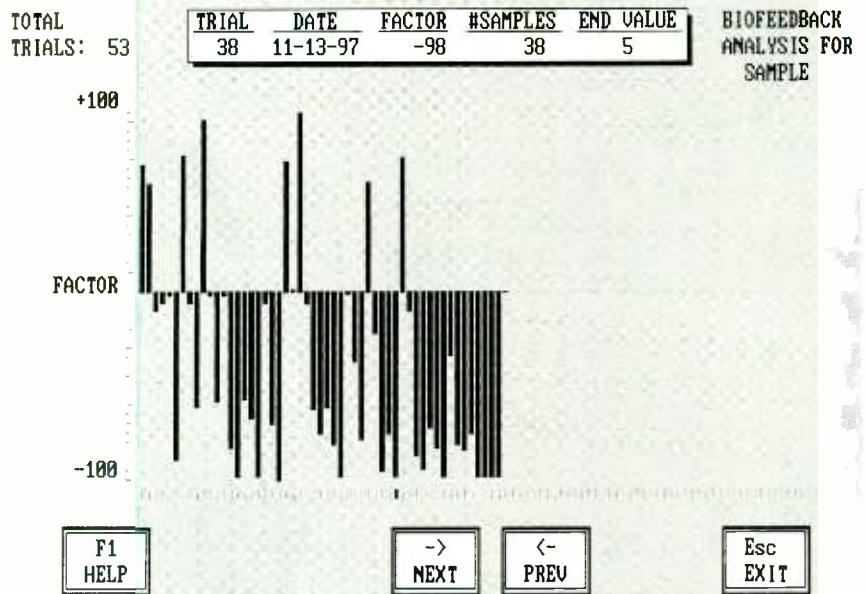 TOTAL
TRIALS: 53
TRIAL DATE FACTOR #SAMPLES END VALUE
38 11-13-97 -98 38 5
BIOFEEDBACK
ANALYSIS FOR
SAMPLE
+100
FACTOR
-100
F1
HELP
->
NEXT
<-
PREV
Esc
EXIT